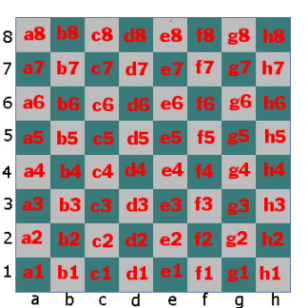 8 a8 b8 c8 d8 e8 f8 g8 h8
7 a7 b7 c7 d7 e7 f7 g7 h7
6 a6 b6 c6 d6 e6 f6 g6 h6
5 a5 b5 c5 d5 e5 f5 g5 h5
4 a4 b4 c4 d4 e4 f4 g4 h4
3 a3 b3 c3 d3 e3 f3 g3 h3
2 a2 b2 c2 d2 e2 f2 g2 h2
1 a1 b1 c1 d1 e1 f1 g1 h1
a b c d e f g h